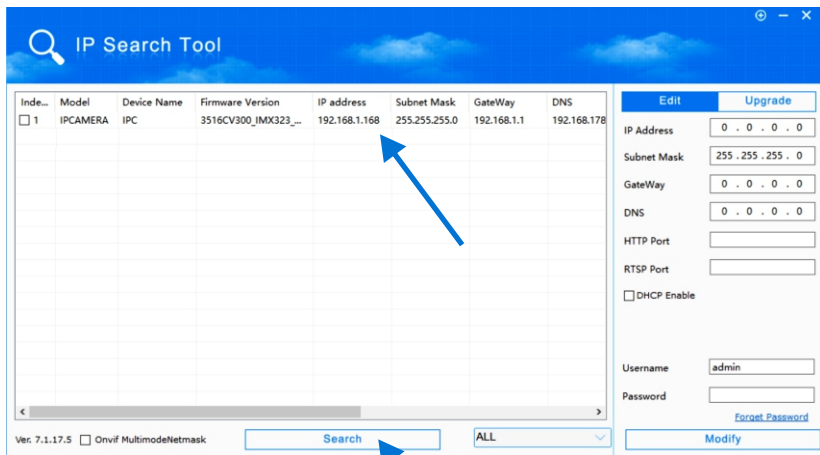 IP Search Tool
Inde... Model Device Name Firmware Version IP address Subnet Mask GateWay DNS
1 IPCAMERA IPC 3516CV300_IMX323_... 192.168.1.168 255.255.255.0 192.168.1.1 192.168.178
Edit Upgrade
IP Address 0 . 0 . 0 . 0
Subnet Mask 255 . 255 . 255 . 0
GateWay 0 . 0 . 0 . 0
DNS 0 . 0 . 0 . 0
HTTP Port
RTSP Port
DHCP Enable
Username admin
Password
Forget Password
Ver. 7.1.17.5 Onvif MultimodeNetmask Search ALL Modify